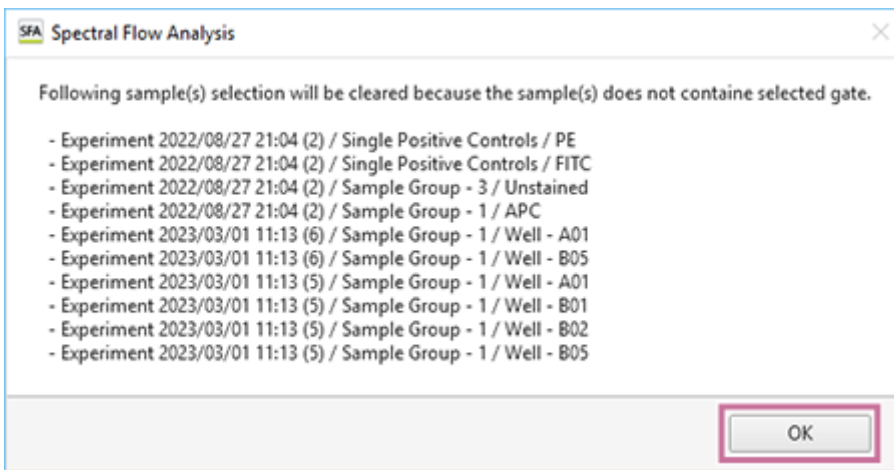 SFA Spectral Flow Analysis
Following sample(s) selection will be cleared because the sample(s) does not containe selected gate.
- Experiment 2022/08/27 21:04 (2) / Single Positive Controls / PE
- Experiment 2022/08/27 21:04 (2) / Single Positive Controls / FITC
- Experiment 2022/08/27 21:04 (2) / Sample Group - 3 / Unstained
- Experiment 2022/08/27 21:04 (2) / Sample Group - 1 / APC
- Experiment 2023/03/01 11:13 (6) / Sample Group - 1 / Well - A01
- Experiment 2023/03/01 11:13 (6) / Sample Group - 1 / Well - B05
- Experiment 2023/03/01 11:13 (5) / Sample Group - 1 / Well - A01
- Experiment 2023/03/01 11:13 (5) / Sample Group - 1 / Well - B01
- Experiment 2023/03/01 11:13 (5) / Sample Group - 1 / Well - B02
- Experiment 2023/03/01 11:13 (5) / Sample Group - 1 / Well - B05
OK